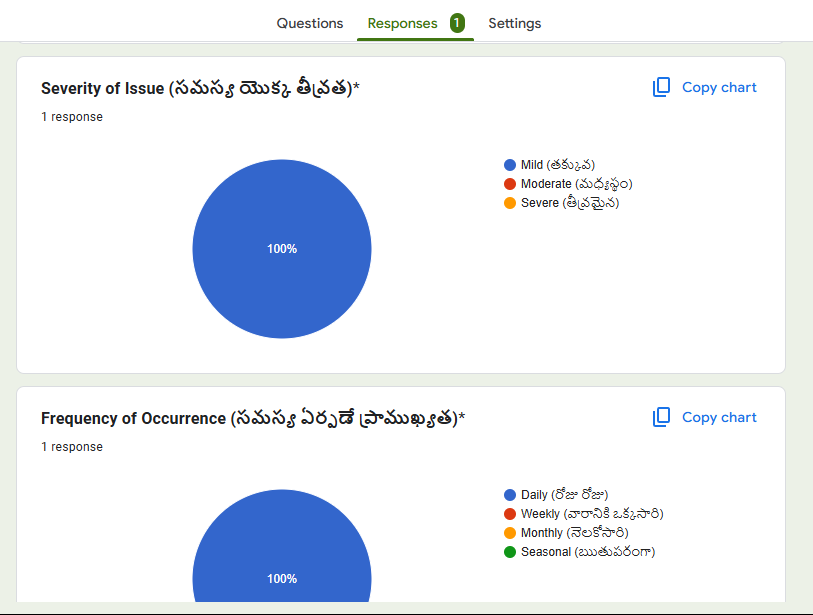 Questions Responses 1 Settings
Severity of Issue (సమస్య యొక్క తీవ్రత)*
Copy chart
1 response
100%
Mild (తక్కువ)
Moderate (మధ్యస్థం)
Severe (తీవ్రమైన)
Frequency of Occurrence (సమస్య ఏర్పడే ప్రాముఖ్యత)*
Copy chart
1 response
100%
Daily (రోజు రోజు)
Weekly (వారానికి ఒక్కసారి)
Monthly (నెలకోసారి)
Seasonal (ఋతుపరంగా)